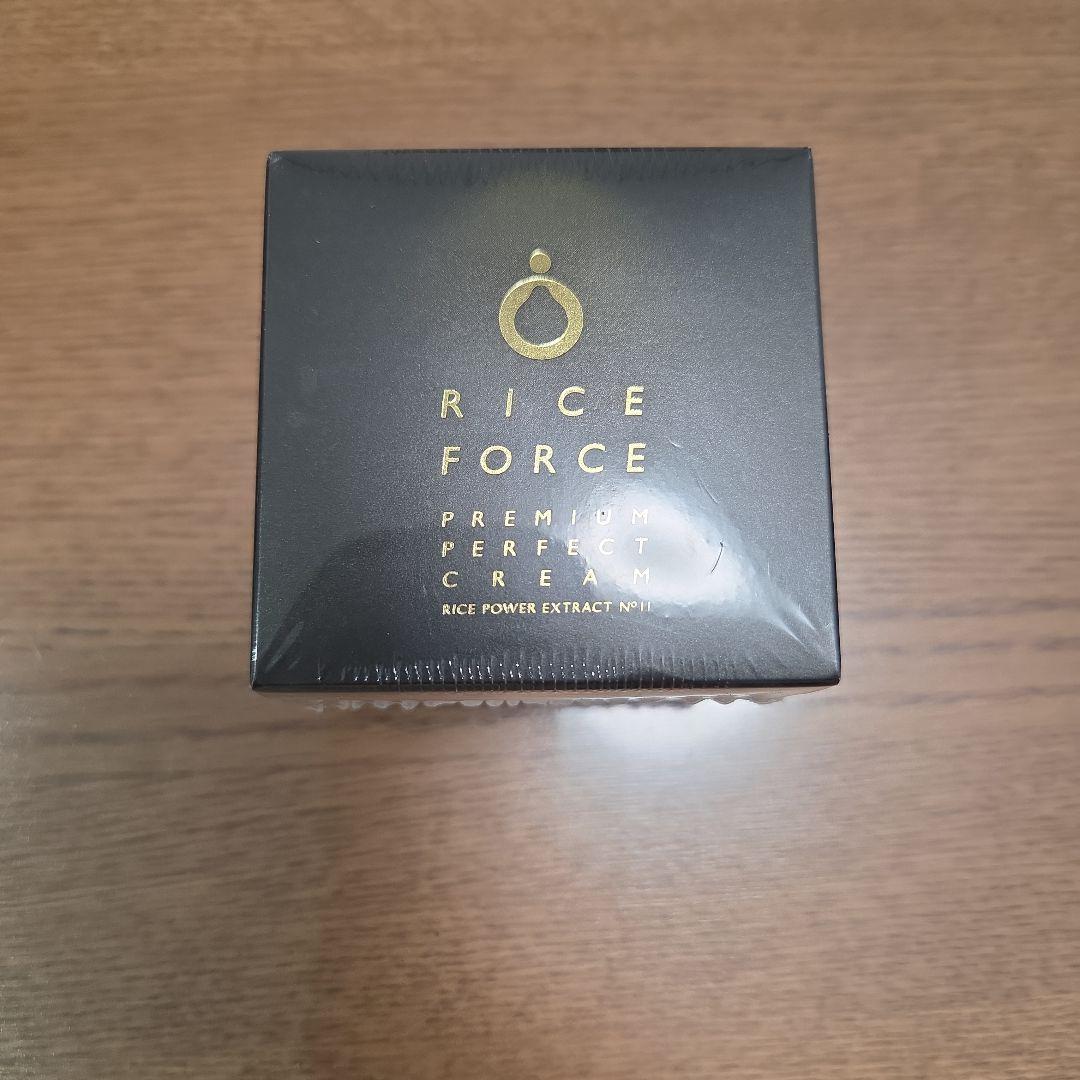 RICE
FORCE
PREMIUM
PERFECT
CREAM
RICE POWER EXTRACT Nº11